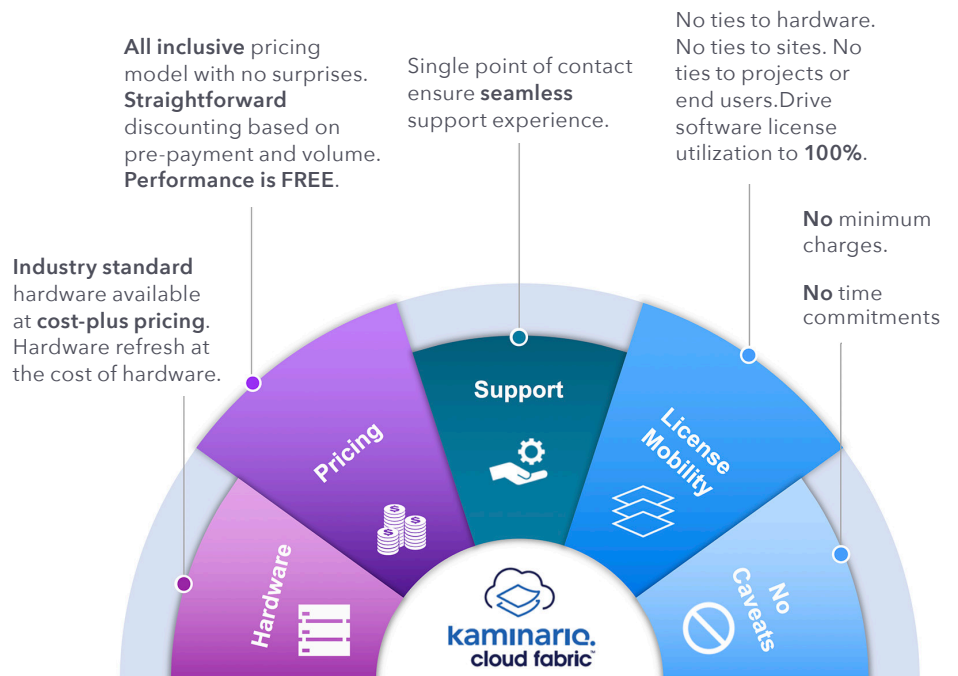 All inclusive pricing
model with no surprises.
Straightforward
discounting based on
pre-payment and volume.
Performance is FREE.
Single point of contact
ensure seamless
support experience.
No ties to hardware.
No ties to sites. No
ties to projects or
end users.Drive
software license
utilization to 100%.
No minimum
charges.
No time
commitments
Industry standard
hardware available
at cost-plus pricing.
Hardware refresh at
the cost of hardware.
Hardware
Pricing
Support
License
Mobility
No
Caveats
kaminario.
cloud fabric™